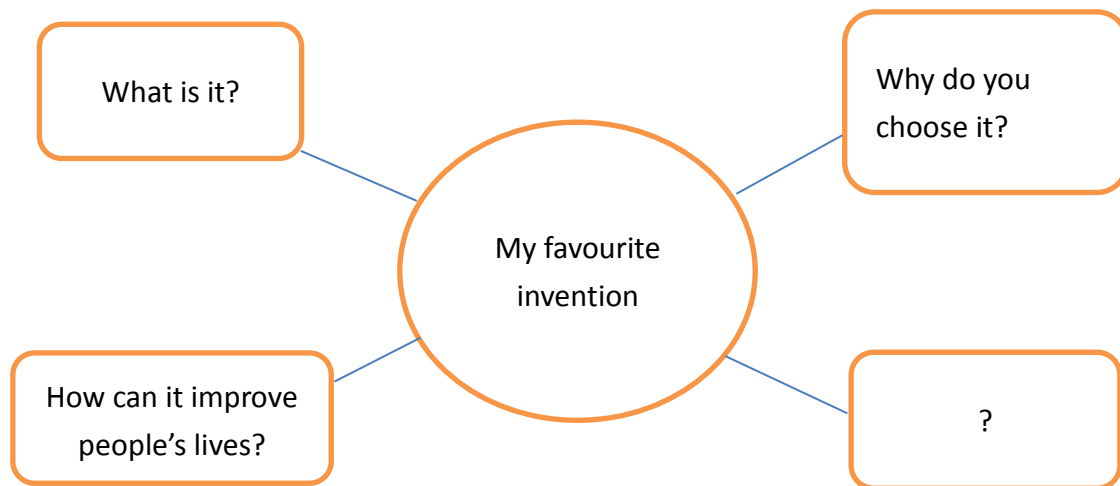 What is it?
Why do you
choose it?
My favourite
invention
How can it improve
people’s lives?
?